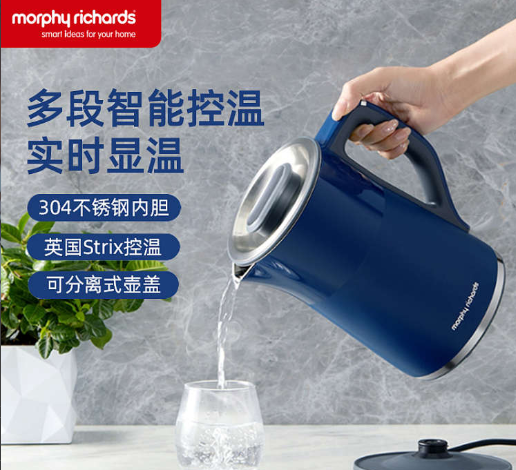 morphy richards
smart ideas for your home
多段智能控温
实时显温
304不锈钢内胆
英国Strix控温
可分离式壶盖
morphy richards